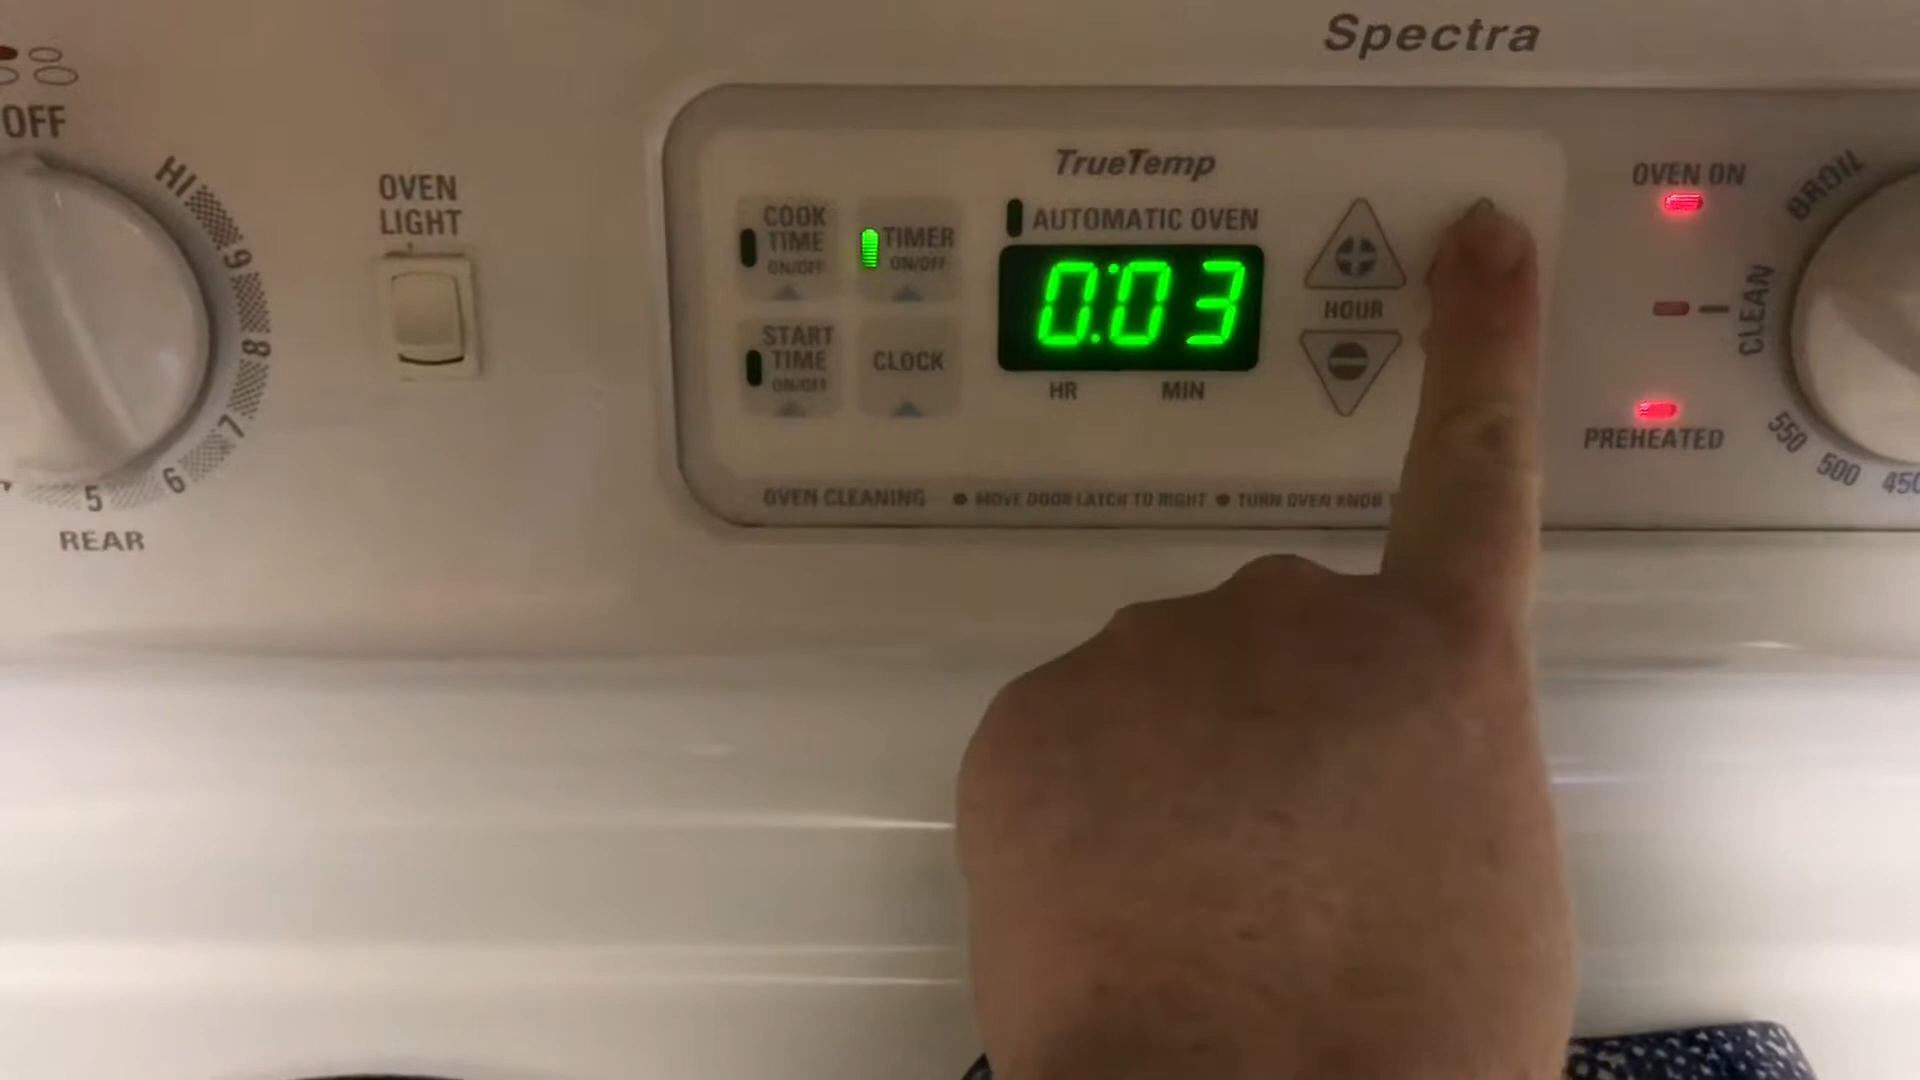 Spectra
OFF
HI
9
8
7
6
5
REAR
OVEN
LIGHT
TrueTemp
COOK
TIME
ON/OFF
TIMER
ON/OFF
START
TIME
ON/OFF
CLOCK
AUTOMATIC OVEN
0:03
HR MIN
HOUR
OVEN CLEANING ● MOVE DOOR LATCH TO RIGHT ● TURN OVEN KNOB
OVEN ON
PREHEATED
BROIL
CLEAN
550
500
450